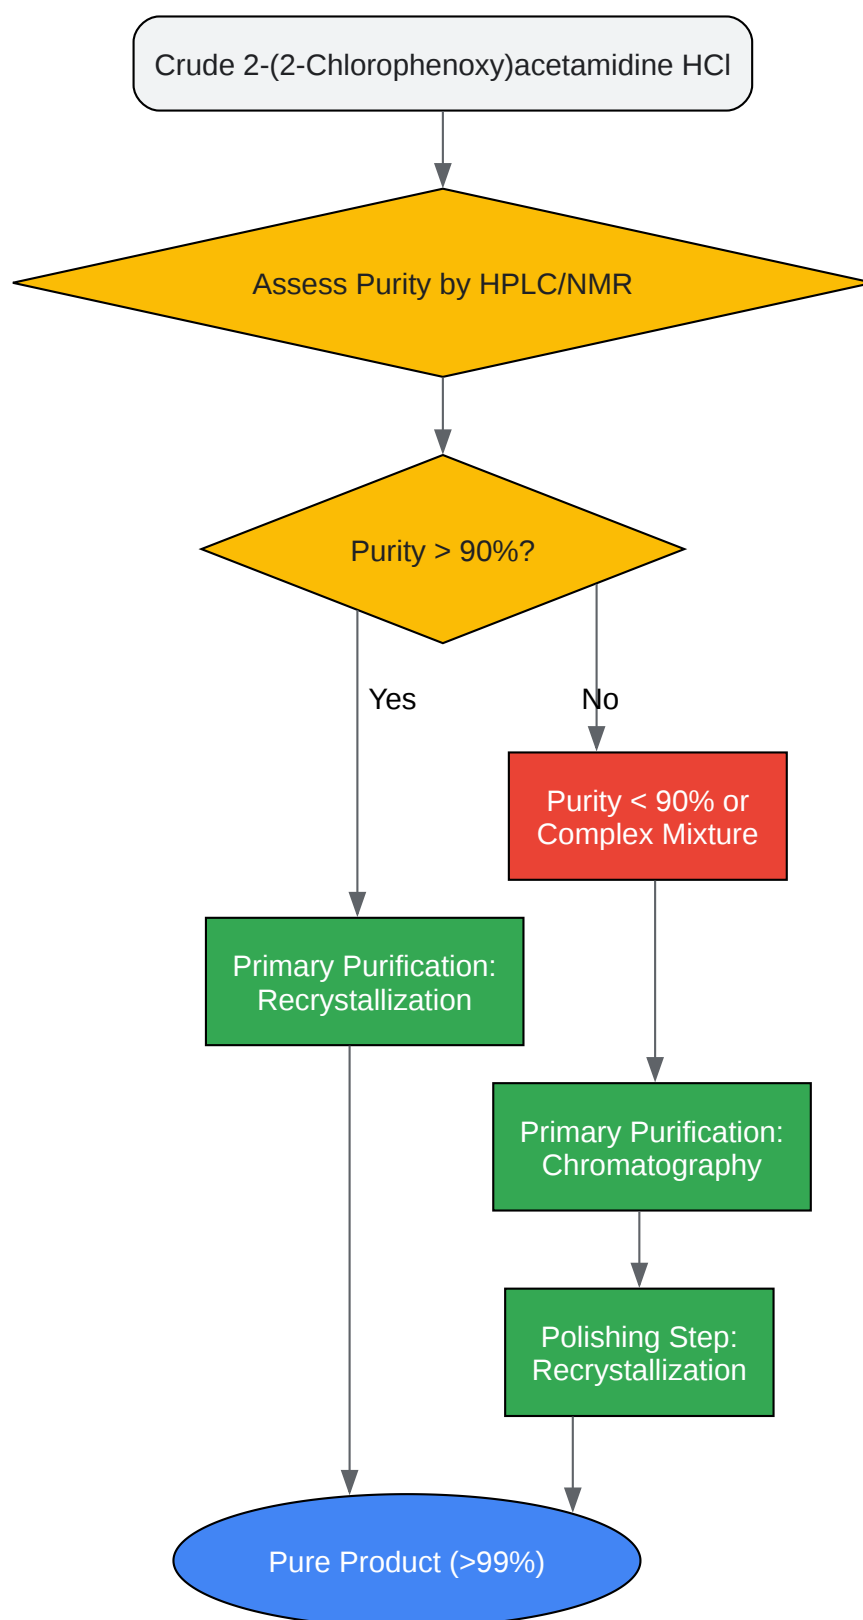 Crude 2-(2-Chlorophenoxy)acetamidine HCl
Assess Purity by HPLC/NMR
Purity > 90%?
Yes
No
Purity < 90% or
Complex Mixture
Primary Purification:
Recrystallization
Primary Purification:
Chromatography
Polishing Step:
Recrystallization
Pure Product (>99%)